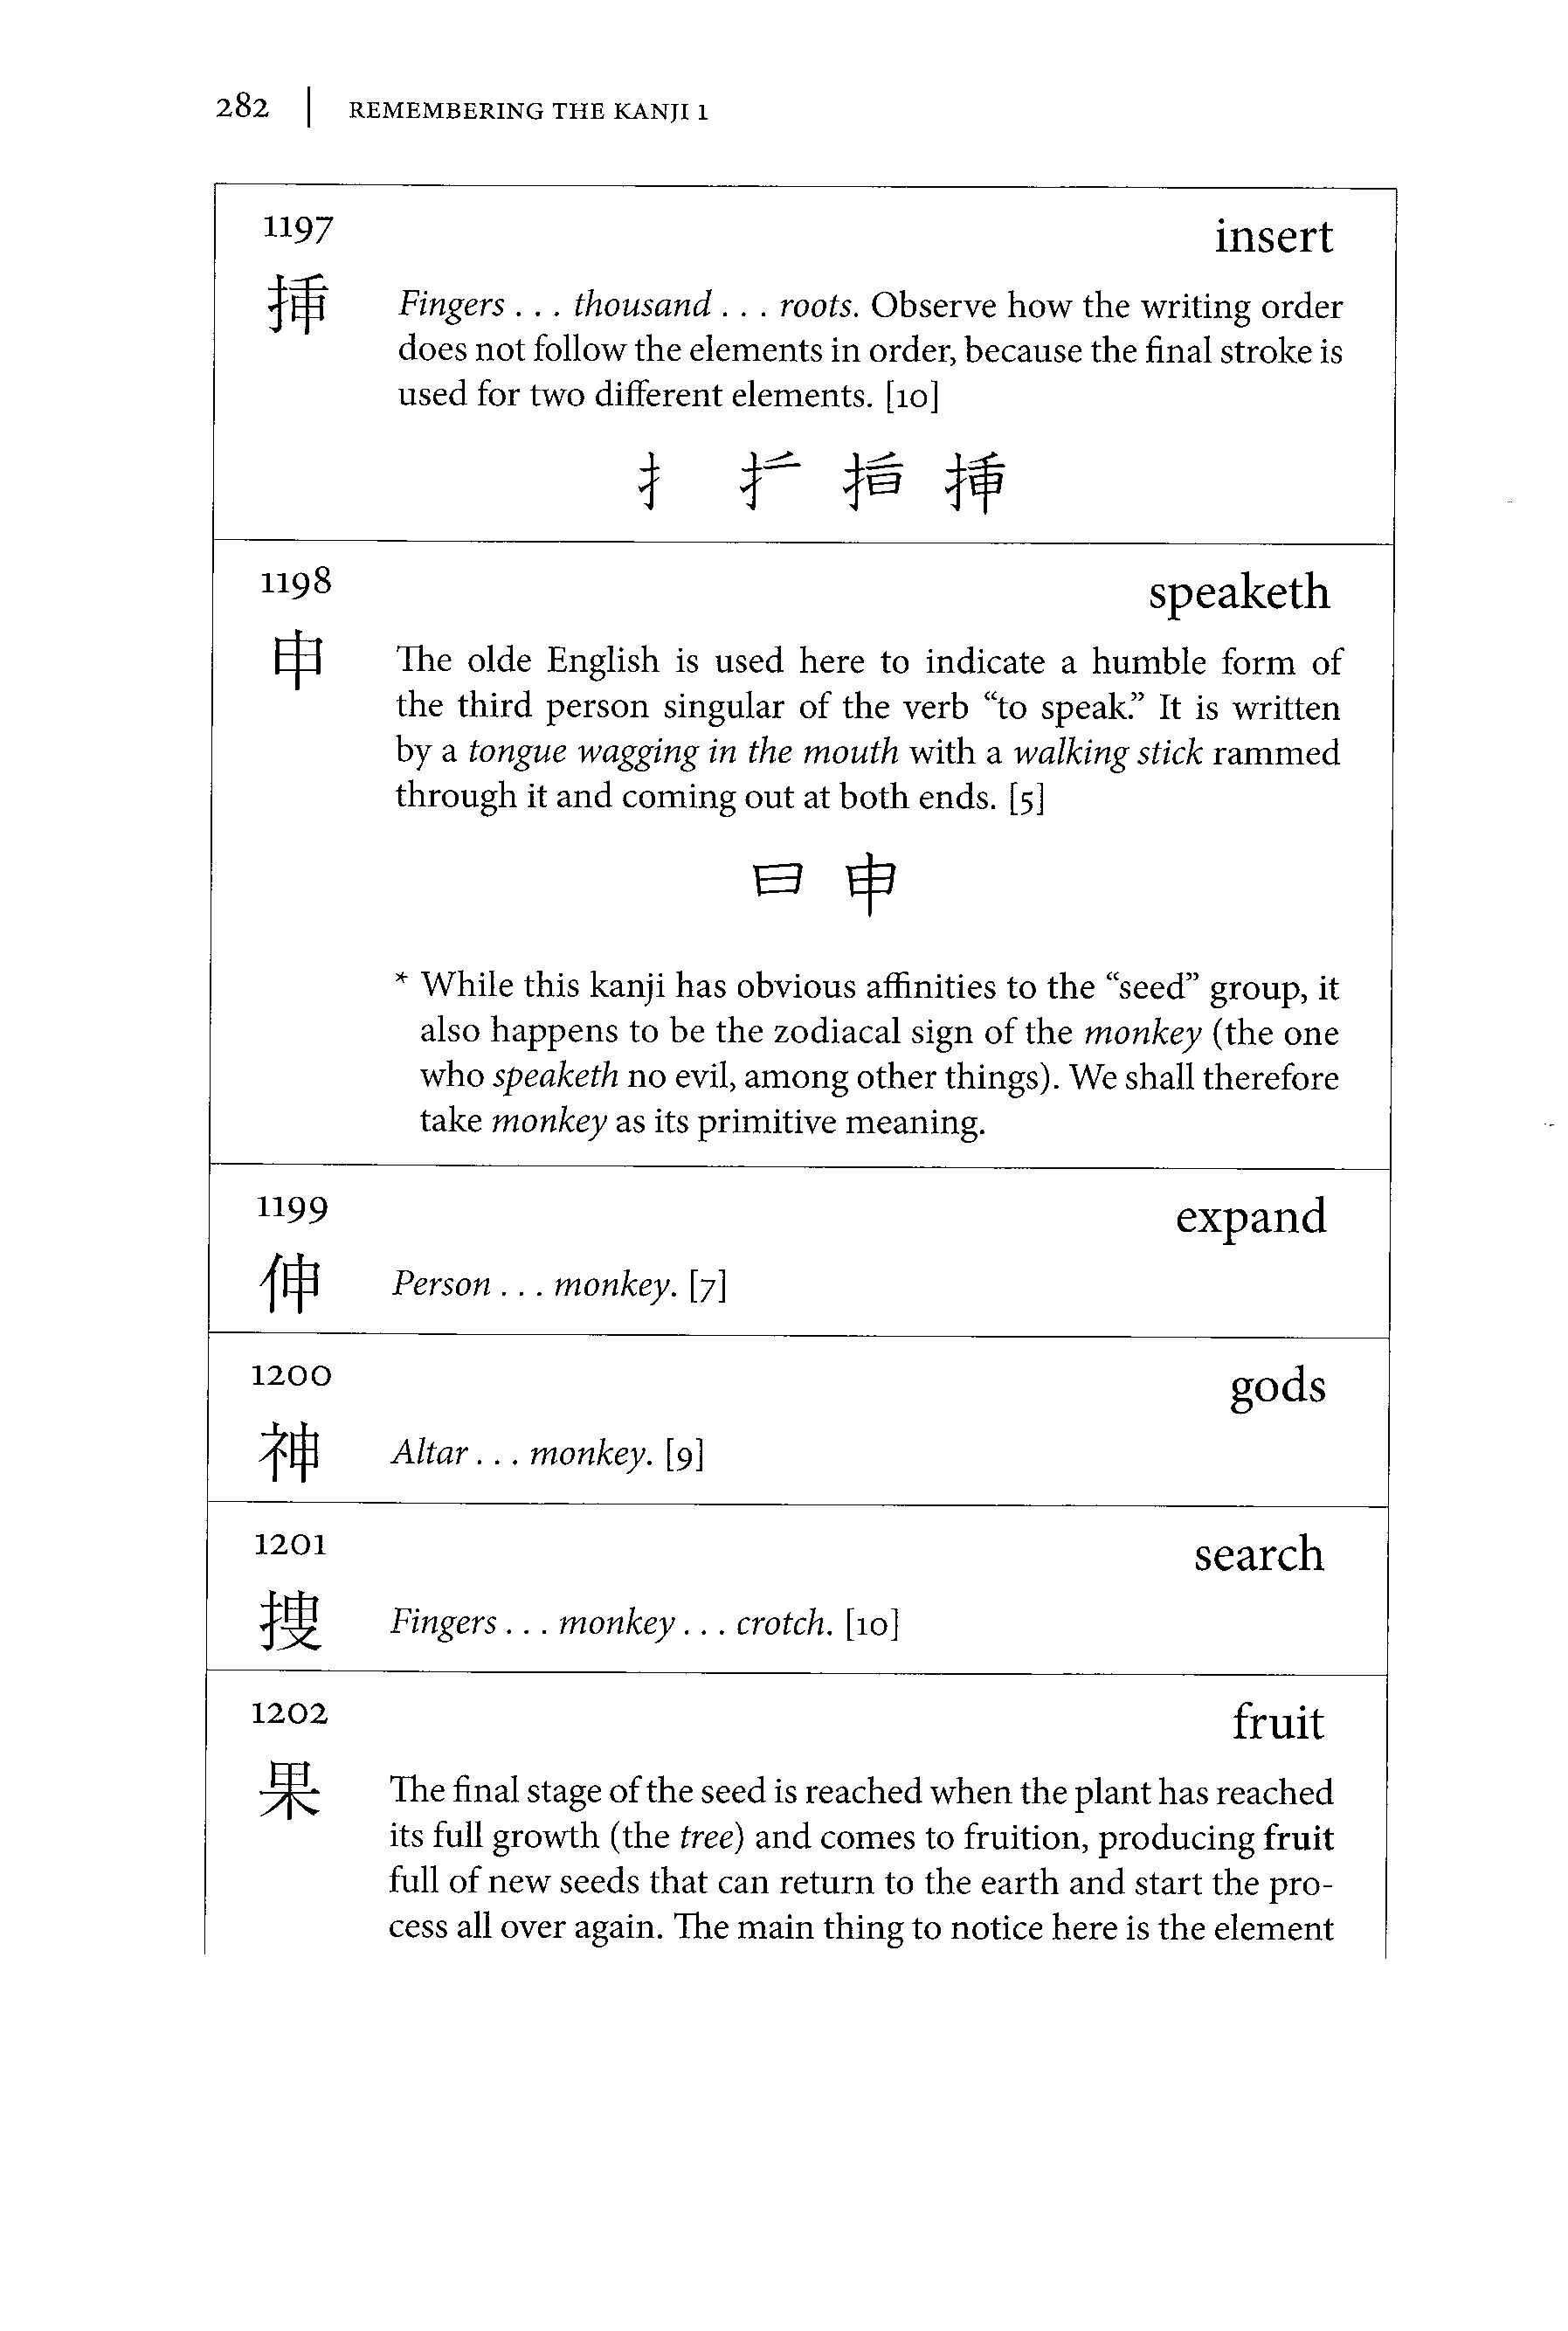 282 | REMEMBERING THE KANJI 1
1197
insert
挿
Fingers . . . thousand . . . roots. Observe how the writing order
does not follow the elements in order, because the final stroke is
used for two different elements. [10]
扌 挿
1198
speaketh
申
The olde English is used here to indicate a humble form of
the third person singular of the verb “to speak.” It is written
by a tongue wagging in the mouth with a walking stick rammed
through it and coming out at both ends. [5]
曰 申
* While this kanji has obvious affinities to the “seed” group, it
also happens to be the zodiacal sign of the monkey (the one
who speaketh no evil, among other things). We shall therefore
take monkey as its primitive meaning.
1199
expand
伸
Person . . . monkey. [7]
1200
gods
神
Altar . . . monkey. [9]
1201
search
捜
Fingers . . . monkey . . . crotch. [10]
1202
fruit
果
The final stage of the seed is reached when the plant has reached
its full growth (the tree) and comes to fruition, producing fruit
full of new seeds that can return to the earth and start the pro-
cess all over again. The main thing to notice here is the element